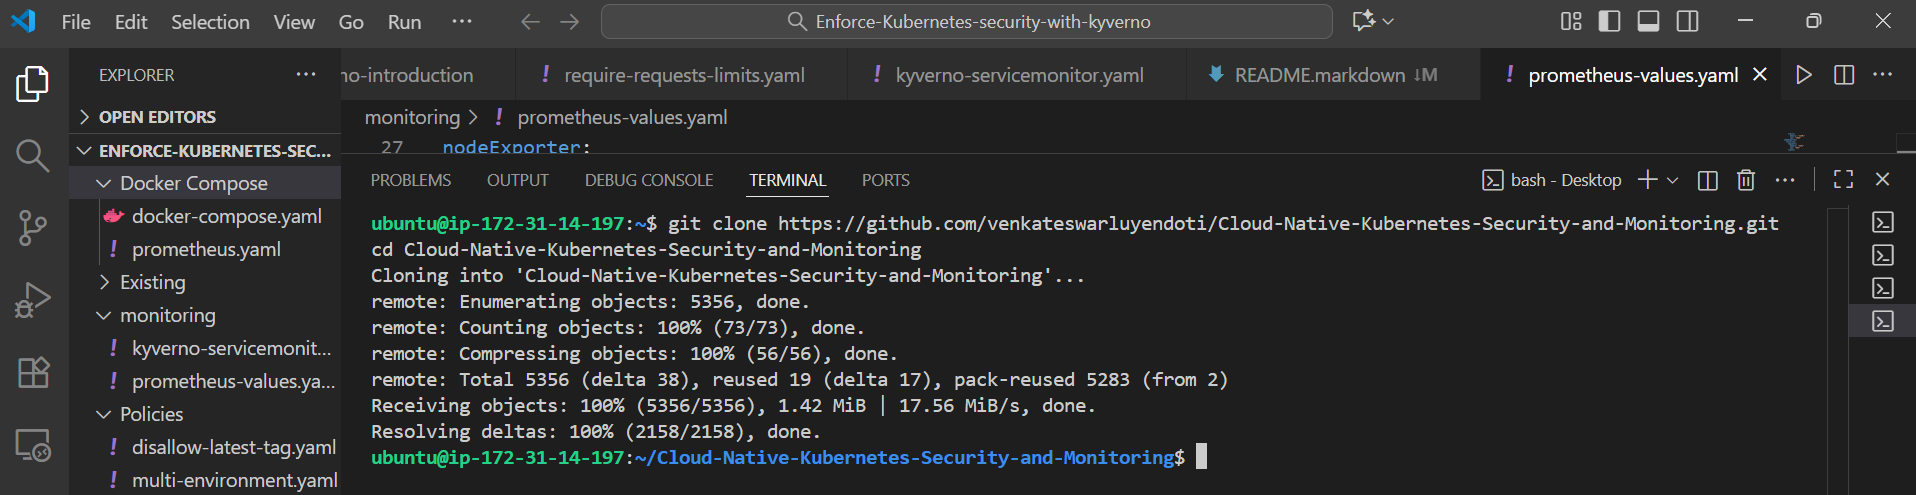 File Edit Selection View Go Run ··· Enforce-Kubernetes-security-with-kyverno
EXPLORER ···
no-introduction ! require-requests-limits.yaml ! kyverno-servicemonitor.yaml README.markdown ↓M ! prometheus-values.yaml
OPEN EDITORS
ENFORCE-KUBERNETES-SEC...
Docker Compose
docker-compose.yaml
! prometheus.yaml
Existing
monitoring
! kyverno-servicemonit...
! prometheus-values.ya...
Policies
! disallow-latest-tag.yaml
! multi-environment.yaml
monitoring > ! prometheus-values.yaml
27 nodeExporter:
PROBLEMS OUTPUT DEBUG CONSOLE TERMINAL PORTS bash - Desktop
ubuntu@ip-172-31-14-197:~$ git clone https://github.com/venkateswarluyendoti/Cloud-Native-Kubernetes-Security-and-Monitoring.git
cd Cloud-Native-Kubernetes-Security-and-Monitoring
Cloning into 'Cloud-Native-Kubernetes-Security-and-Monitoring'...
remote: Enumerating objects: 5356, done.
remote: Counting objects: 100% (73/73), done.
remote: Compressing objects: 100% (56/56), done.
remote: Total 5356 (delta 38), reused 19 (delta 17), pack-reused 5283 (from 2)
Receiving objects: 100% (5356/5356), 1.42 MiB | 17.56 MiB/s, done.
Resolving deltas: 100% (2158/2158), done.
ubuntu@ip-172-31-14-197:~/Cloud-Native-Kubernetes-Security-and-Monitoring$